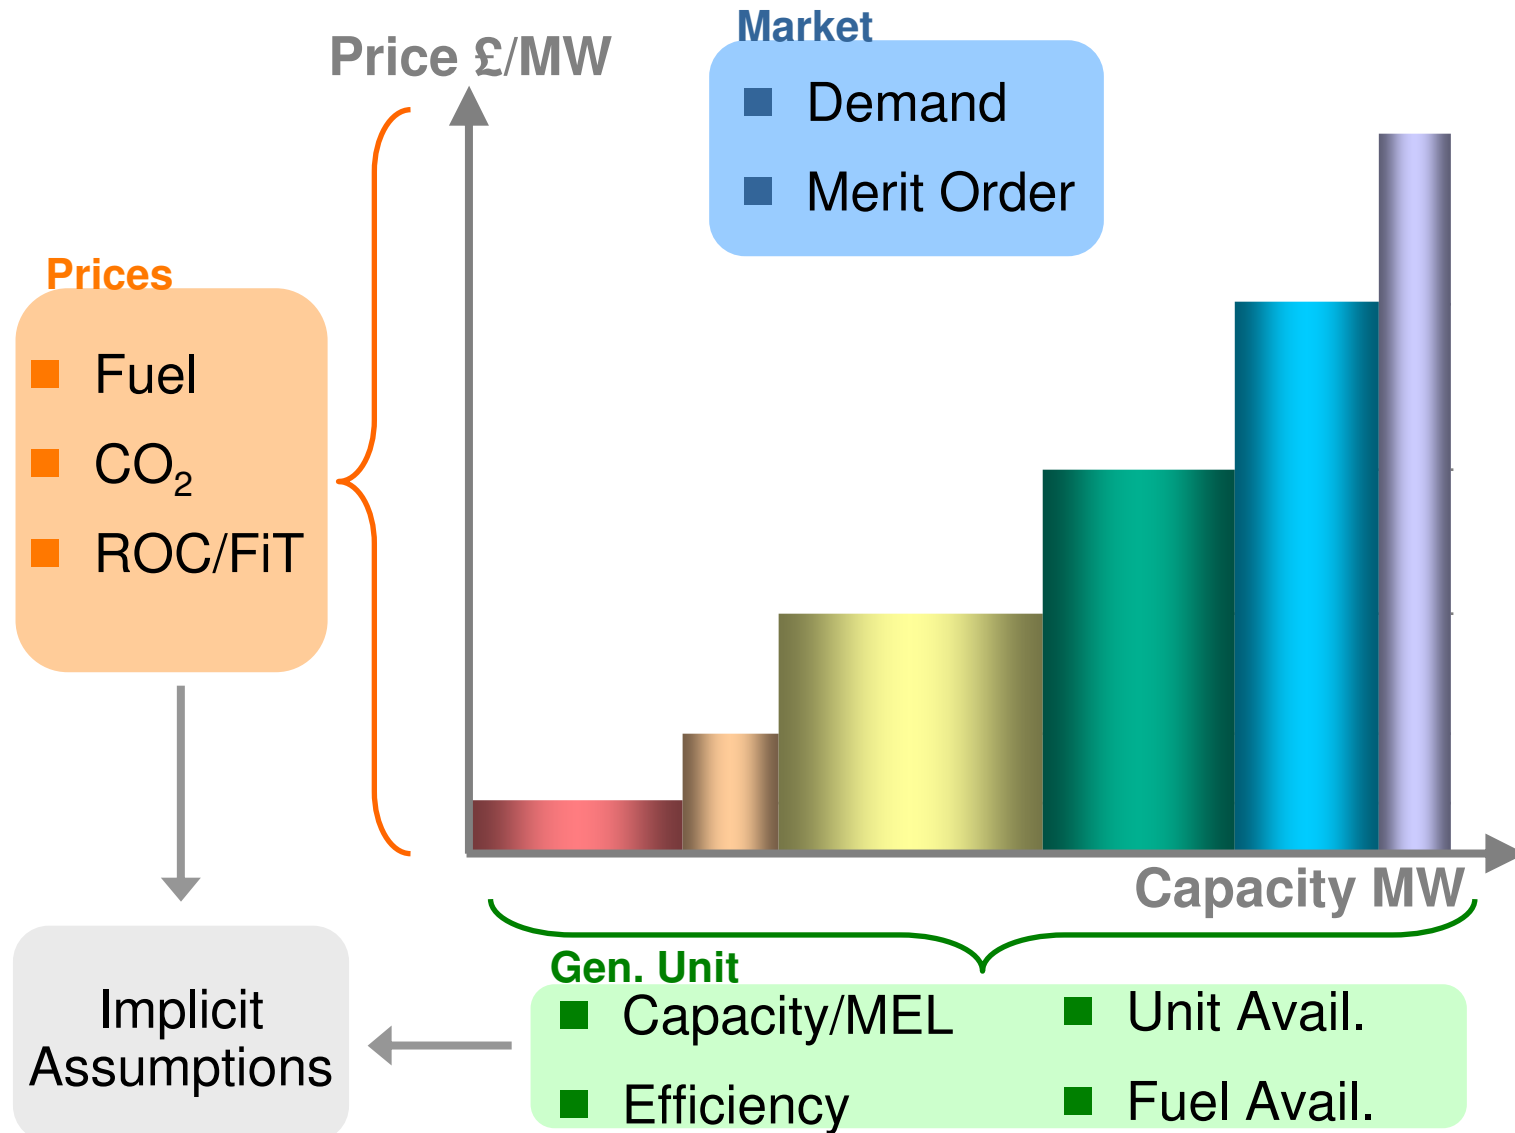 Market
Price £/MW
Demand
Merit Order
Prices
Fuel
CO₂
ROC/FiT
Capacity MW
Gen. Unit
Capacity/MEL
Unit Avail.
Efficiency
Fuel Avail.
Implicit
Assumptions